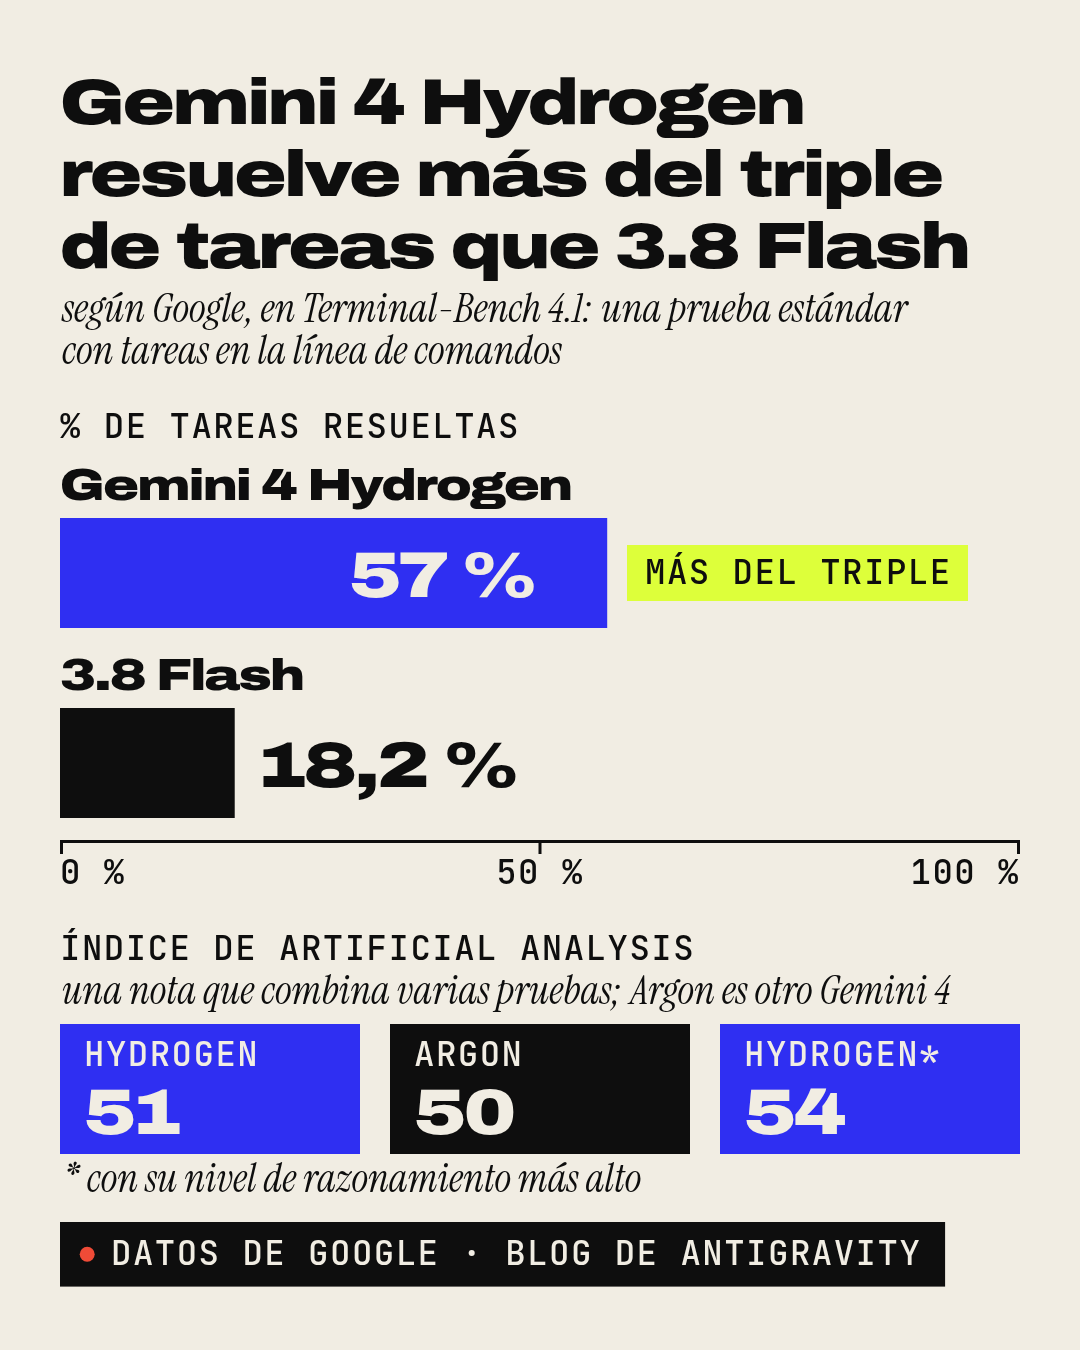 Gemini 4 Hydrogen
resuelve más del triple
de tareas que 3.8 Flash
según Google, en Terminal-Bench 4.1: una prueba estándar
con tareas en la línea de comandos
% DE TAREAS RESUELTAS
Gemini 4 Hydrogen
57 %
MÁS DEL TRIPLE
3.8 Flash
18,2 %
0 %
50 %
100 %
ÍNDICE DE ARTIFICIAL ANALYSIS
una nota que combina varias pruebas; Argon es otro Gemini 4
HYDROGEN
51
ARGON
50
HYDROGEN*
54
* con su nivel de razonamiento más alto
DATOS DE GOOGLE · BLOG DE ANTIGRAVITY